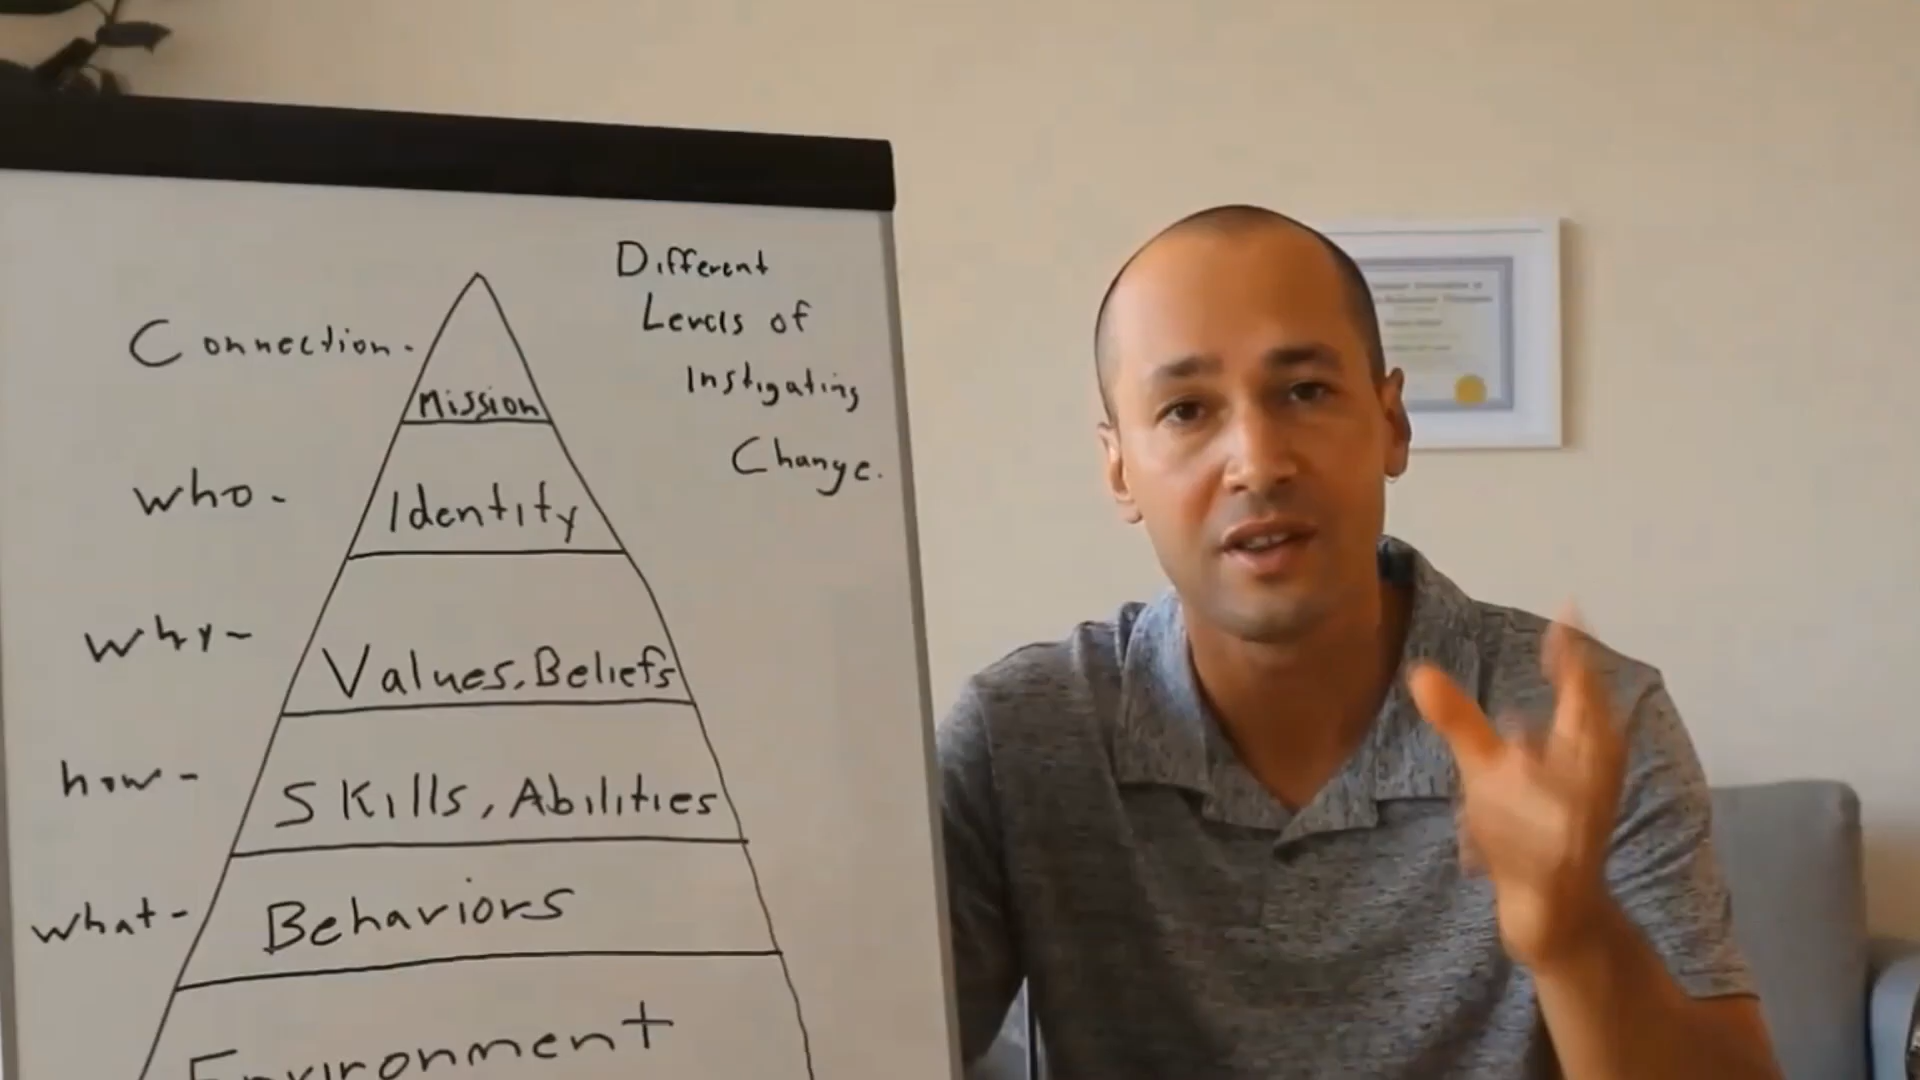 Different
Levels of
Instigating
Change.
Connection-
Mission
who-
Identity
why-
Values, Beliefs
how-
Skills, Abilities
what-
Behaviors
Environment